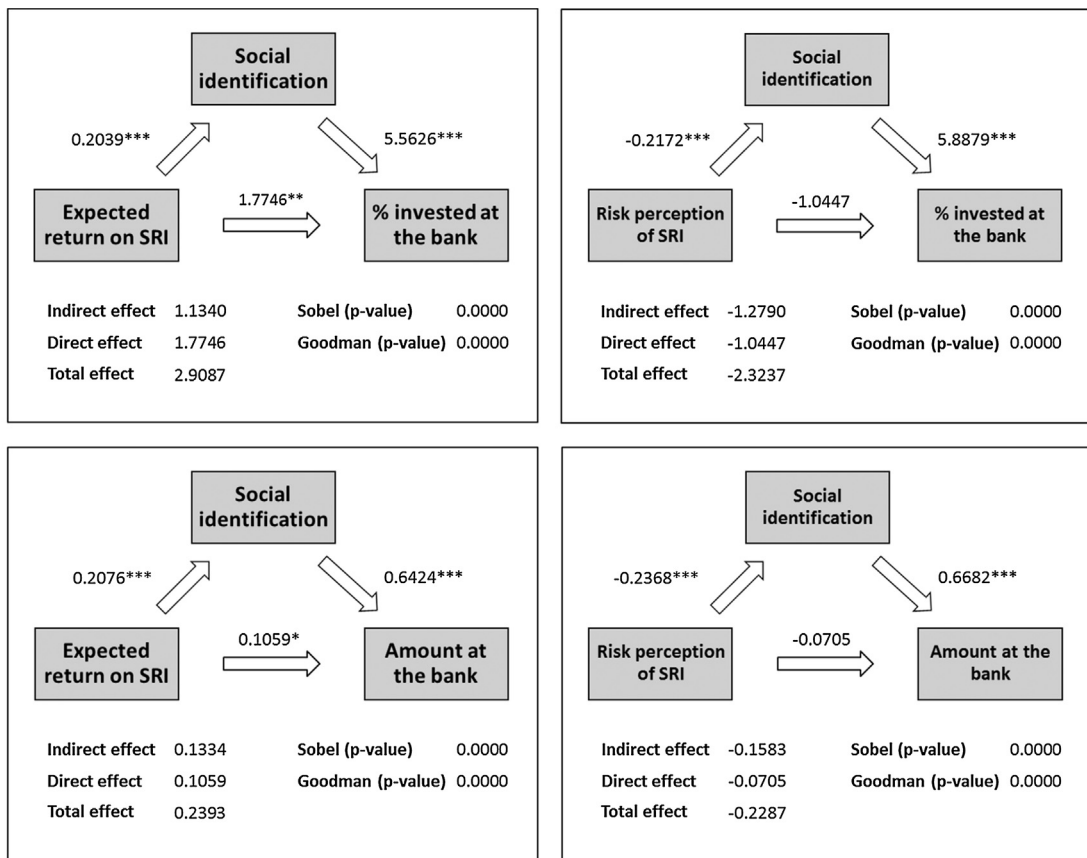 Social
identification
0.2039***
5.5626***
1.7746**
Expected
return on SRI
% invested at
the bank
Indirect effect 1.1340 Sobel (p-value) 0.0000
Direct effect 1.7746 Goodman (p-value) 0.0000
Total effect 2.9087
Social
identification
-0.2172***
5.8879***
-1.0447
Risk perception
of SRI
% invested at
the bank
Indirect effect -1.2790 Sobel (p-value) 0.0000
Direct effect -1.0447 Goodman (p-value) 0.0000
Total effect -2.3237
Social
identification
0.2076***
0.6424***
0.1059*
Expected
return on SRI
Amount at
the bank
Indirect effect 0.1334 Sobel (p-value) 0.0000
Direct effect 0.1059 Goodman (p-value) 0.0000
Total effect 0.2393
Social
identification
-0.2368***
0.6682***
-0.0705
Risk perception
of SRI
Amount at the
bank
Indirect effect -0.1583 Sobel (p-value) 0.0000
Direct effect -0.0705 Goodman (p-value) 0.0000
Total effect -0.2287